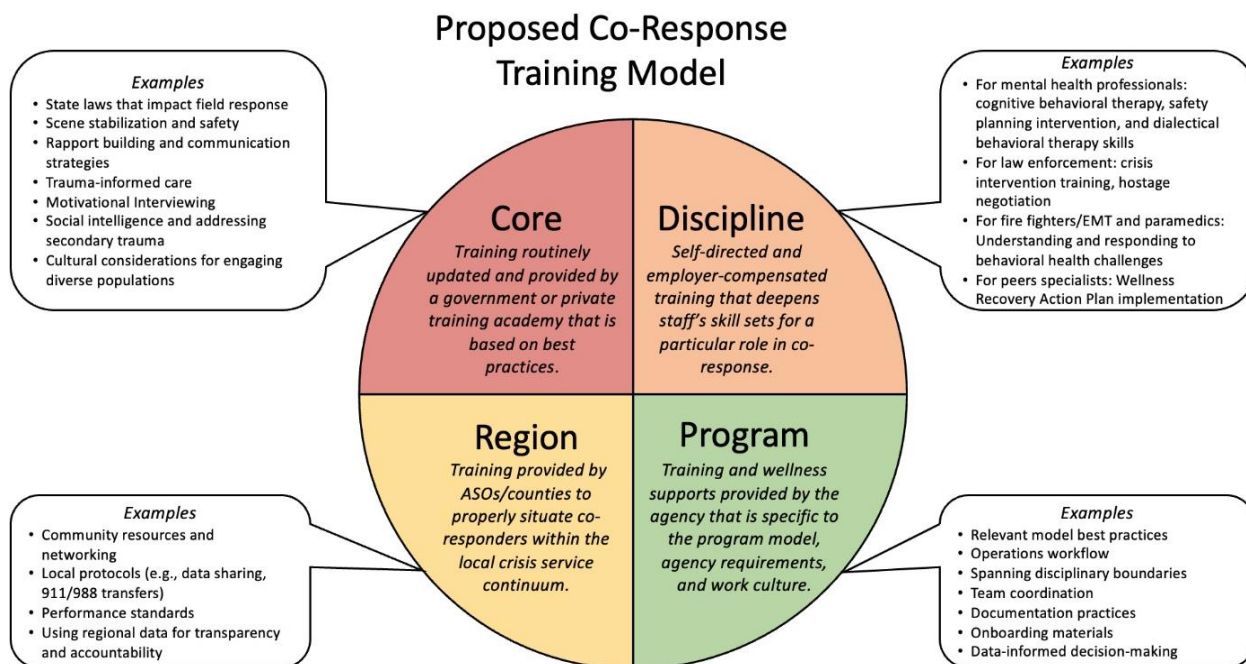 Proposed Co-Response
Training Model
Examples
• State laws that impact field response
• Scene stabilization and safety
• Rapport building and communication
strategies
• Trauma-informed care
• Motivational Interviewing
• Social intelligence and addressing
secondary trauma
• Cultural considerations for engaging
diverse populations
Examples
• For mental health professionals:
cognitive behavioral therapy, safety
planning intervention, and dialectical
behavioral therapy skills
• For law enforcement: crisis
intervention training, hostage
negotiation
• For fire fighters/EMT and paramedics:
Understanding and responding to
behavioral health challenges
• For peers specialists: Wellness
Recovery Action Plan implementation
Core
Training routinely
updated and provided by
a government or private
training academy that is
based on best
practices.
Discipline
Self-directed and
employer-compensated
training that deepens
staff's skill sets for a
particular role in co-
response.
Region
Training provided by
ASOs/counties to
properly situate co-
responders within the
local crisis service
continuum.
Program
Training and wellness
supports provided by the
agency that is specific to
the program model,
agency requirements,
and work culture.
Examples
• Community resources and
networking
• Local protocols (e.g., data sharing,
911/988 transfers)
• Performance standards
• Using regional data for transparency
and accountability
Examples
• Relevant model best practices
• Operations workflow
• Spanning disciplinary boundaries
• Team coordination
• Documentation practices
• Onboarding materials
• Data-informed decision-making